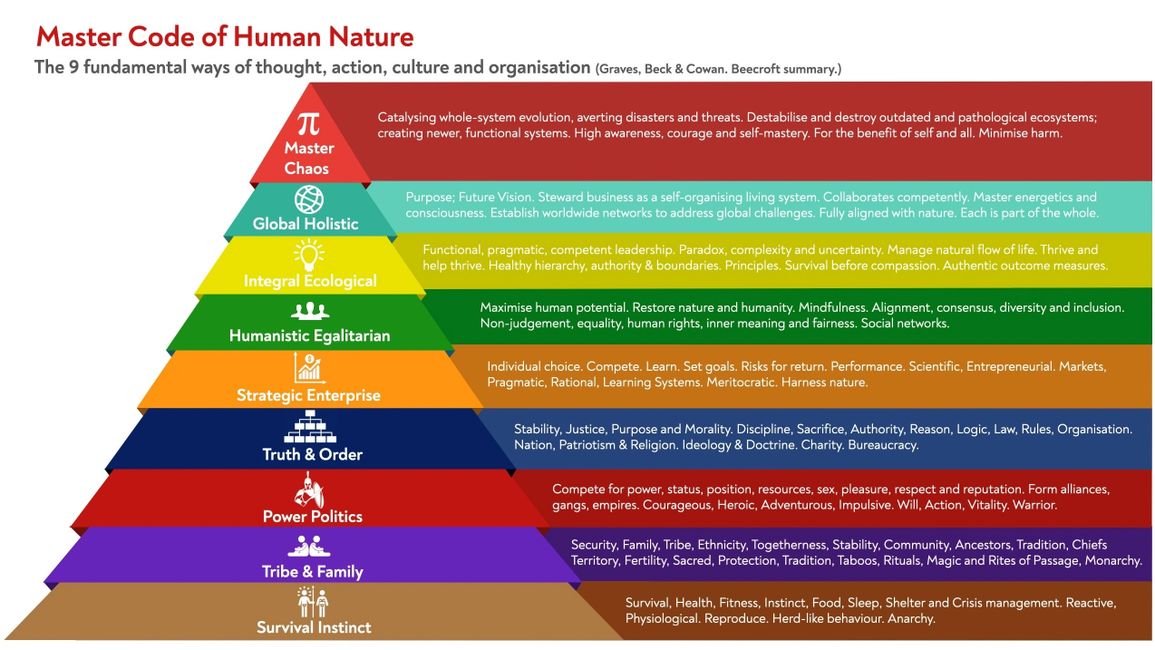 Master Code of Human Nature
The 9 fundamental ways of thought, action, culture and organisation (Graves, Beck & Cowan. Beecroft summary.)
π
Master
Chaos
Catalysing whole-system evolution, averting disasters and threats. Destabilise and destroy outdated and pathological ecosystems;
creating newer, functional systems. High awareness, courage and self-mastery. For the benefit of self and all. Minimise harm.
Global Holistic
Purpose; Future Vision. Steward business as a self-organising living system. Collaborates competently. Master energetics and
consciousness. Establish worldwide networks to address global challenges. Fully aligned with nature. Each is part of the whole.
Integral Ecological
Functional, pragmatic, competent leadership. Paradox, complexity and uncertainty. Manage natural flow of life. Thrive and
help thrive. Healthy hierarchy, authority & boundaries. Principles. Survival before compassion. Authentic outcome measures.
Humanistic Egalitarian
Maximise human potential. Restore nature and humanity. Mindfulness. Alignment, consensus, diversity and inclusion.
Non-judgement, equality, human rights, inner meaning and fairness. Social networks.
$
Strategic Enterprise
Individual choice. Compete. Learn. Set goals. Risks for return. Performance. Scientific, Entrepreneurial. Markets,
Pragmatic, Rational, Learning Systems. Meritocratic. Harness nature.
Truth & Order
Stability, Justice, Purpose and Morality. Discipline, Sacrifice, Authority, Reason, Logic, Law, Rules, Organisation.
Nation, Patriotism & Religion. Ideology & Doctrine. Charity. Bureaucracy.
Power Politics
Compete for power, status, position, resources, sex, pleasure, respect and reputation. Form alliances,
gangs, empires. Courageous, Heroic, Adventurous, Impulsive. Will, Action, Vitality. Warrior.
Tribe & Family
Security, Family, Tribe, Ethnicity, Togetherness, Stability, Community, Ancestors, Tradition, Chiefs
Territory, Fertility, Sacred, Protection, Tradition, Taboos, Rituals, Magic and Rites of Passage, Monarchy.
Survival Instinct
Survival, Health, Fitness, Instinct, Food, Sleep, Shelter and Crisis management. Reactive,
Physiological. Reproduce. Herd-like behaviour. Anarchy.